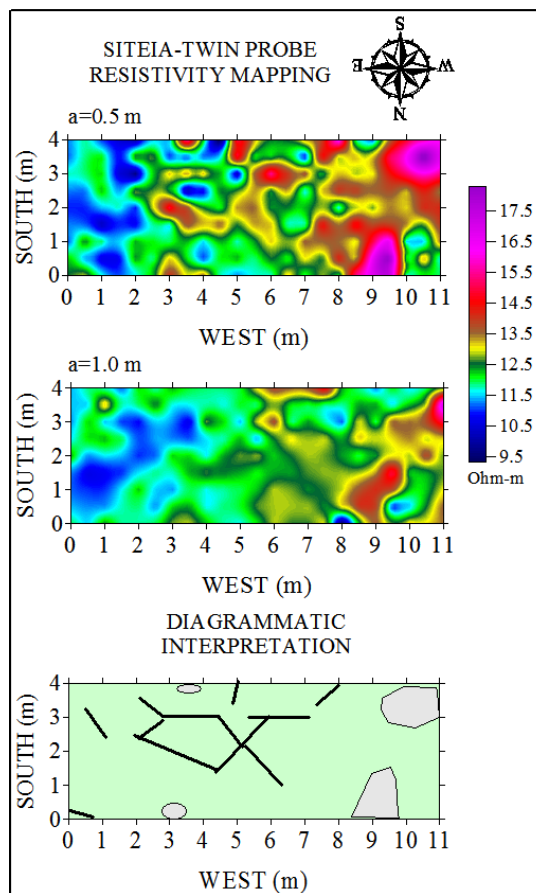 SITEIA-TWIN PROBE
RESISTIVITY MAPPING
S
E W
N
a=0.5 m
4
3
2
1
0
SOUTH (m)
0 1 2 3 4 5 6 7 8 9 10 11
WEST (m)
17.5
16.5
15.5
14.5
13.5
12.5
11.5
10.5
9.5
Ohm-m
a=1.0 m
4
3
2
1
0
SOUTH (m)
0 1 2 3 4 5 6 7 8 9 10 11
WEST (m)
DIAGRAMMATIC
INTERPRETATION
4
3
2
1
0
SOUTH (m)
0 1 2 3 4 5 6 7 8 9 10 11
WEST (m)